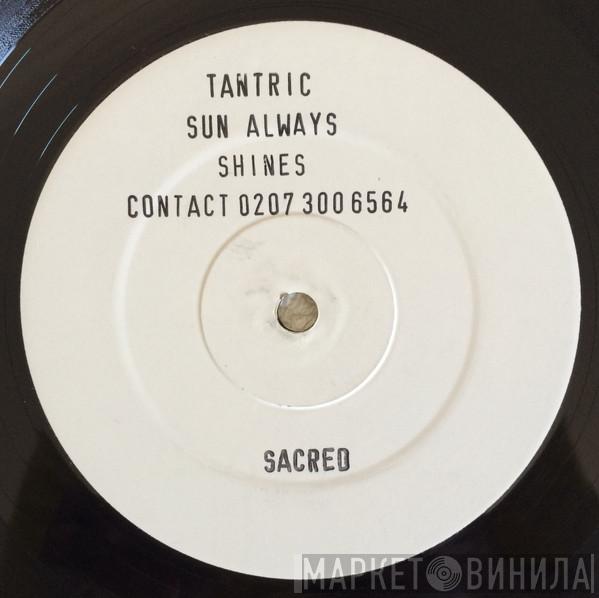 TANTRIC
SUN ALWAYS
SHINES
CONTACT 0207 300 6564
SACRED
МАРКЕТ ВИНИЛА